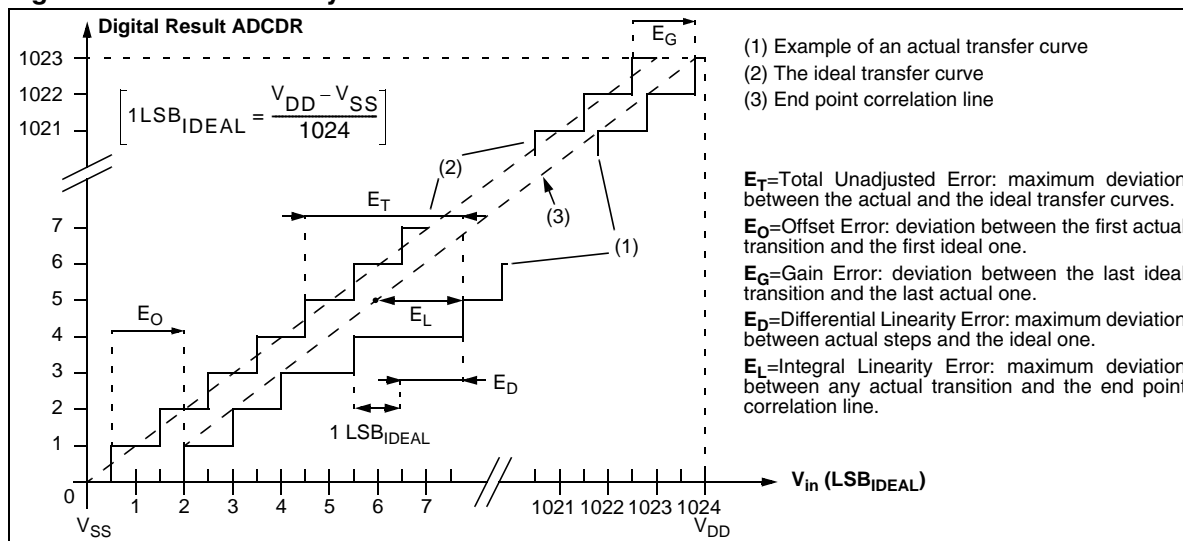 Digital Result ADCDR
E_G
1023
1022
1021
[1LSB_IDEAL = (V_DD – V_SS) / 1024]
(1) Example of an actual transfer curve
(2) The ideal transfer curve
(3) End point correlation line
(2)
E_T
(3)
(1)
7
6
5
4
3
2
1
0
E_O
E_L
E_D
1 LSB_IDEAL
E_T=Total Unadjusted Error: maximum deviation
between the actual and the ideal transfer curves.
E_O=Offset Error: deviation between the first actual
transition and the first ideal one.
E_G=Gain Error: deviation between the last ideal
transition and the last actual one.
E_D=Differential Linearity Error: maximum deviation
between actual steps and the ideal one.
E_L=Integral Linearity Error: maximum deviation
between any actual transition and the end point
correlation line.
1 2 3 4 5 6 7 1021 1022 1023 1024
V_in (LSB_IDEAL)
V_SS
V_DD